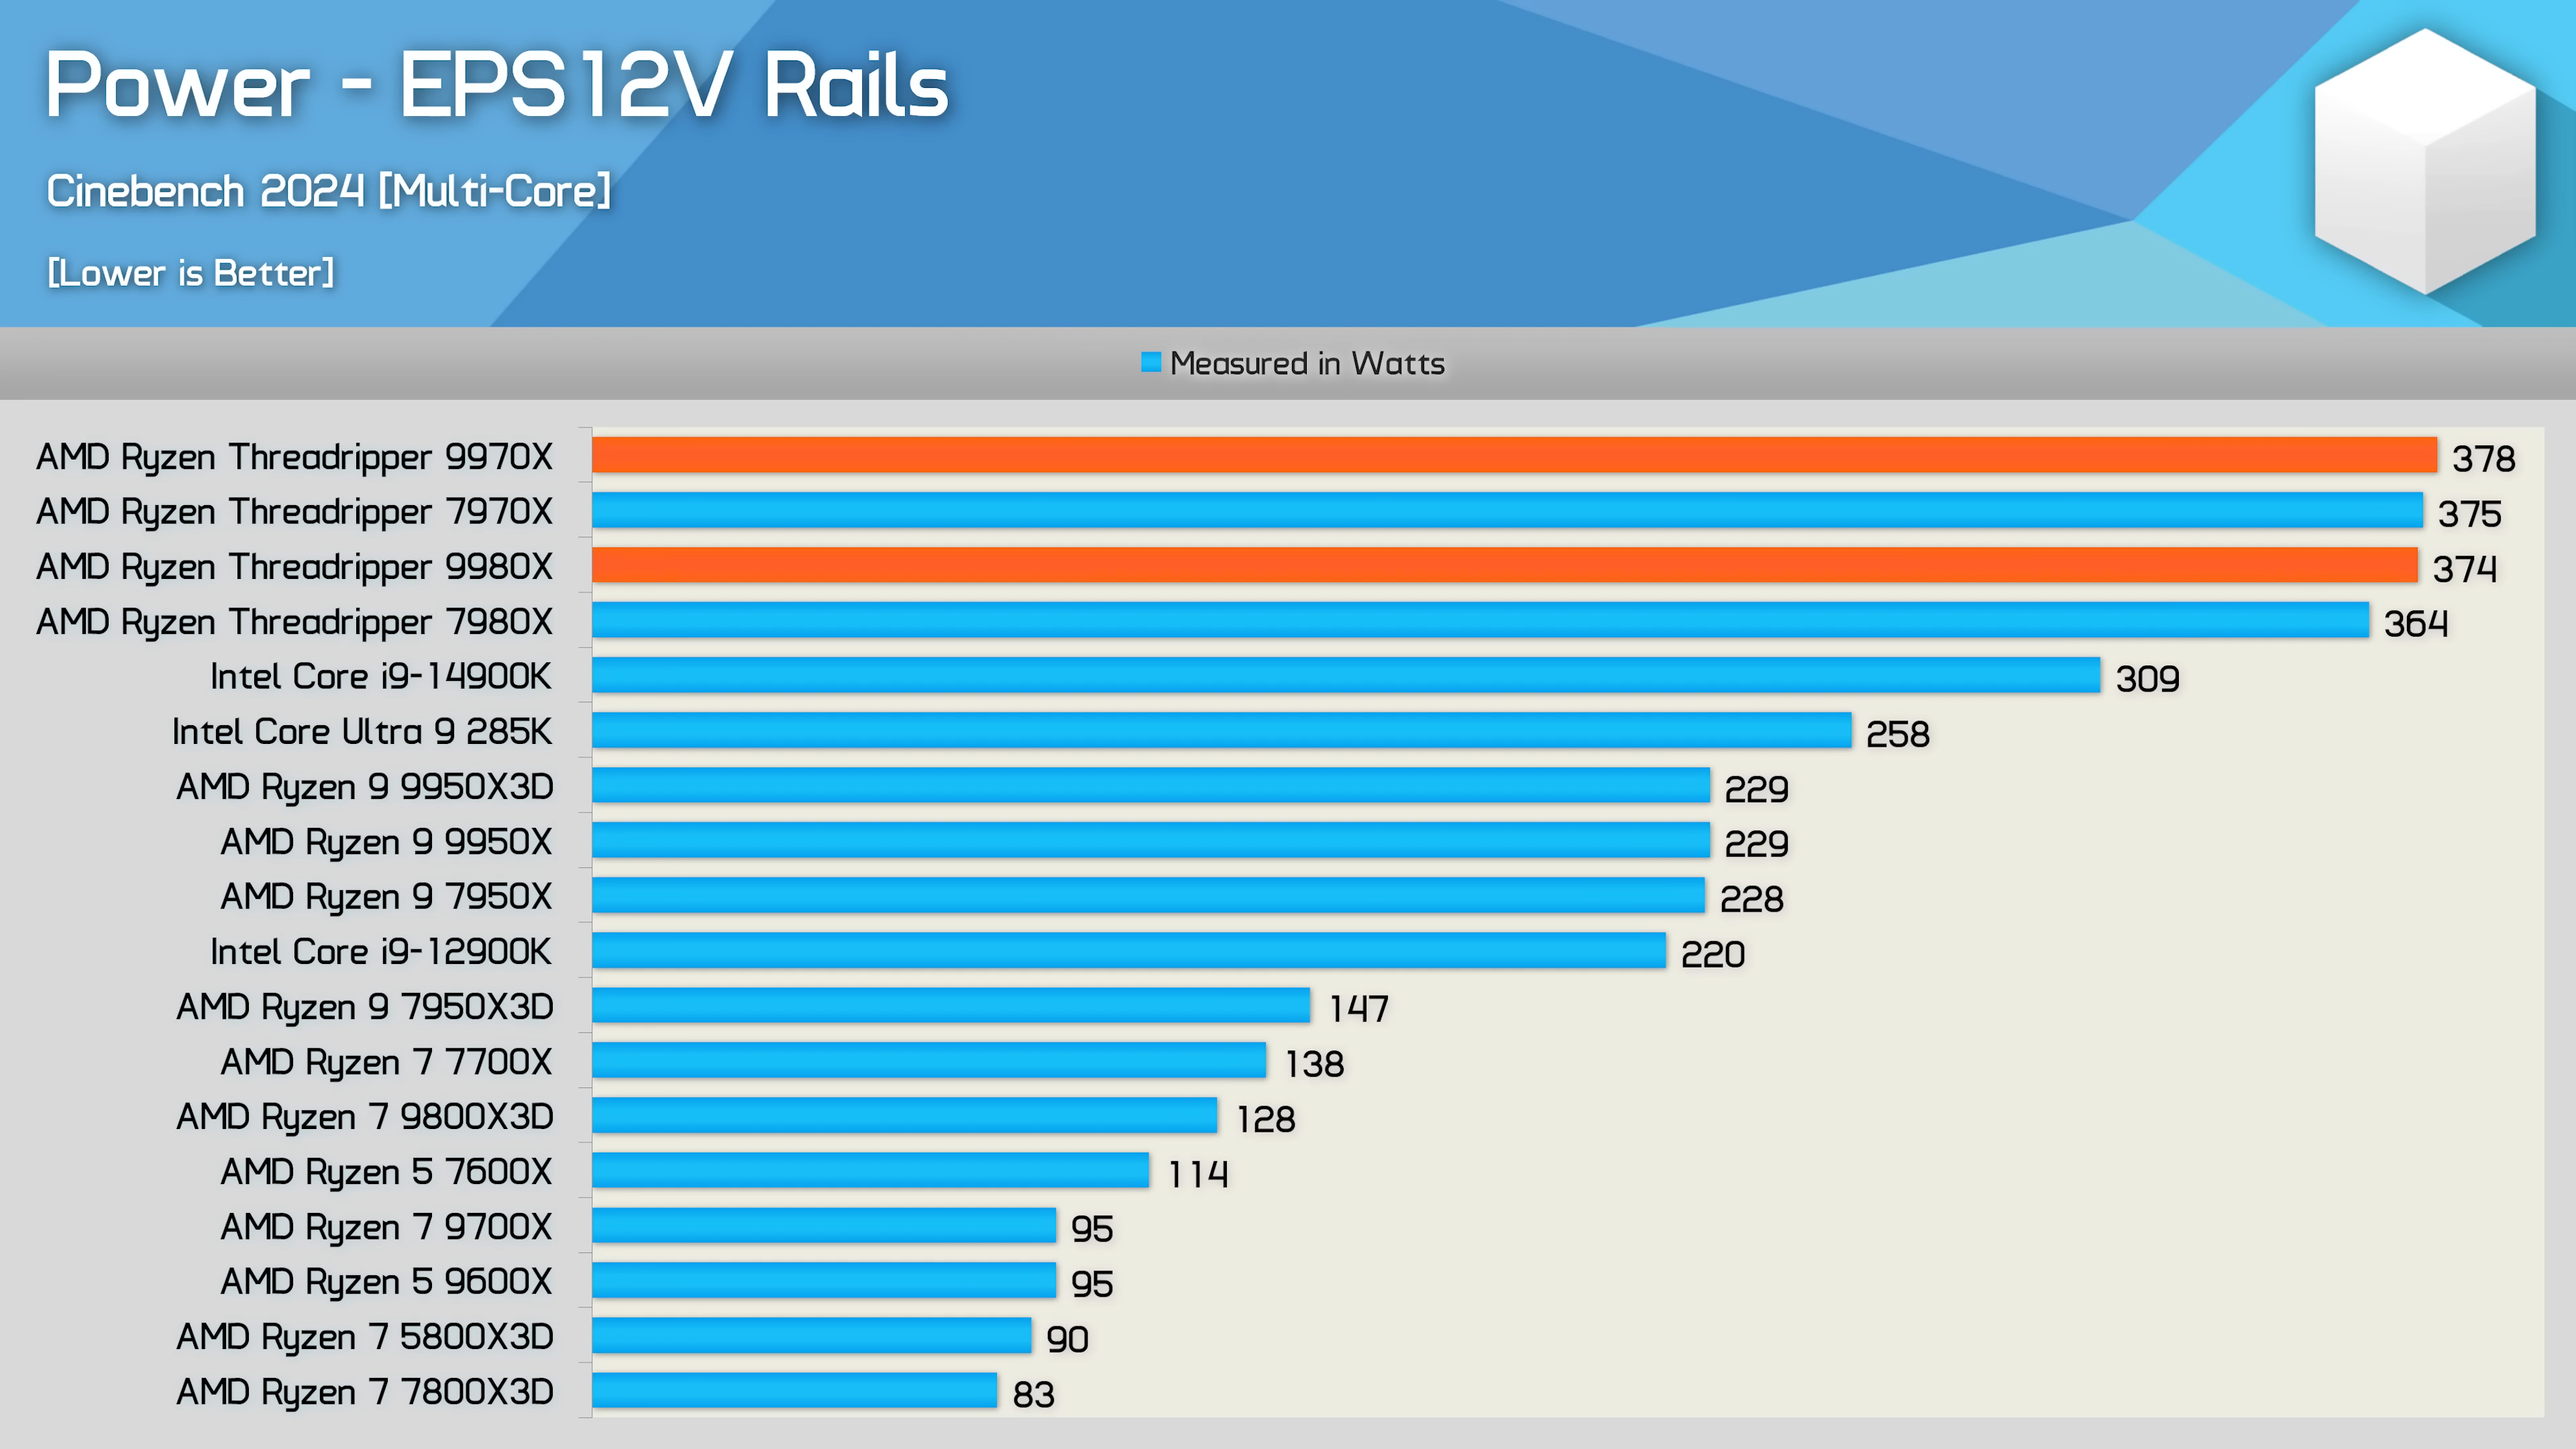 Power - EPS12V Rails
Cinebench 2024 [Multi-Core]
[Lower is Better]
Measured in Watts
AMD Ryzen Threadripper 9970X 378
AMD Ryzen Threadripper 7970X 375
AMD Ryzen Threadripper 9980X 374
AMD Ryzen Threadripper 7980X 364
Intel Core i9-14900K 309
Intel Core Ultra 9 285K 258
AMD Ryzen 9 9950X3D 229
AMD Ryzen 9 9950X 229
AMD Ryzen 9 7950X 228
Intel Core i9-12900K 220
AMD Ryzen 9 7950X3D 147
AMD Ryzen 7 7700X 138
AMD Ryzen 7 9800X3D 128
AMD Ryzen 5 7600X 114
AMD Ryzen 7 9700X 95
AMD Ryzen 5 9600X 95
AMD Ryzen 7 5800X3D 90
AMD Ryzen 7 7800X3D 83